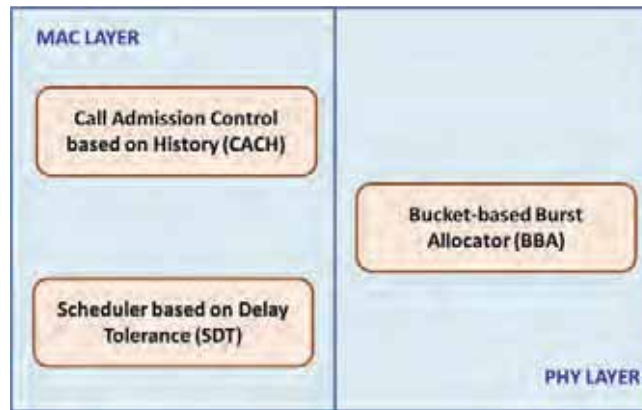 MAC LAYER
Call Admission Control
based on History (CACH)
Scheduler based on Delay
Tolerance (SDT)
Bucket-based Burst
Allocator (BBA)
PHY LAYER